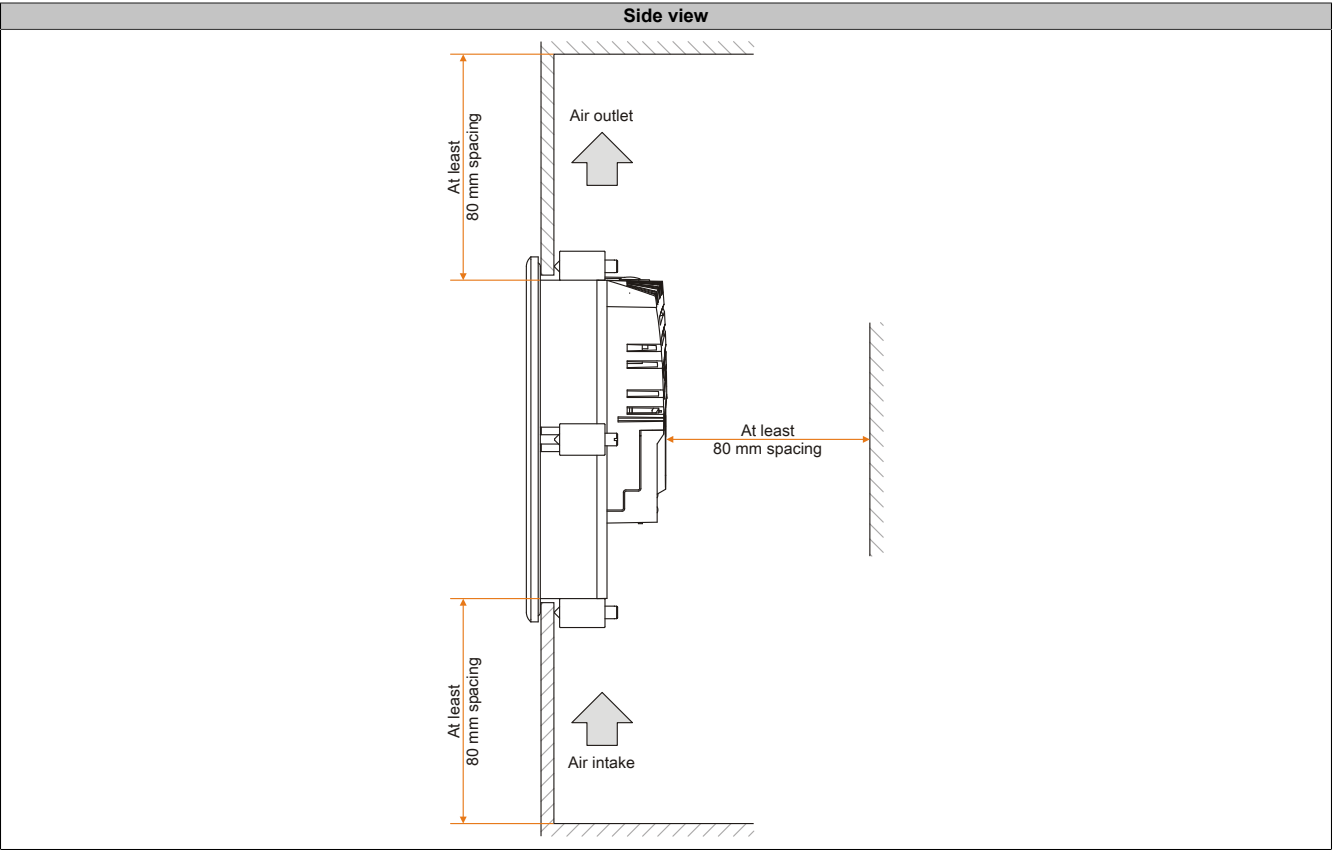 Side view
Air outlet
At least
80 mm spacing
At least
80 mm spacing
At least
80 mm spacing
Air intake